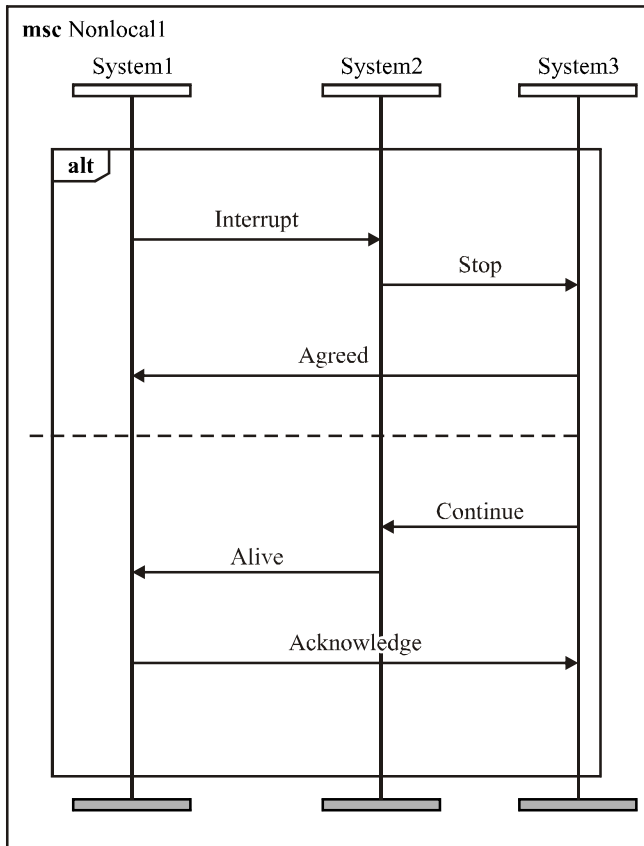 msc Nonlocal1
System1 System2 System3
alt
Interrupt
Stop
Agreed
Continue
Alive
Acknowledge